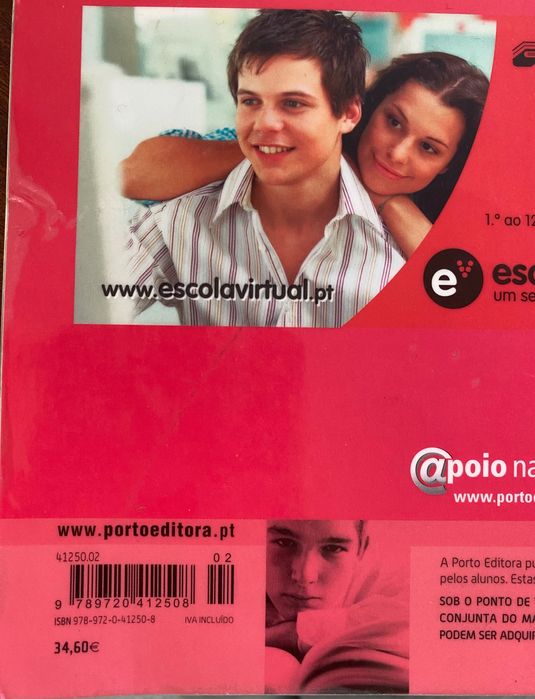 1.º ao 12
www.escolavirtual.pt
e
esc
um se
@poio na
www.porto
www.portoeditora.pt
41250.02
0 2
9 789720 412508
ISBN 978-972-0-41250-8
IVA INCLUÍDO
34,60€
A Porto Editora pu
pelos alunos. Estas
SOB O PONTO DE
CONJUNTA DO MA
PODEM SER ADQUIR